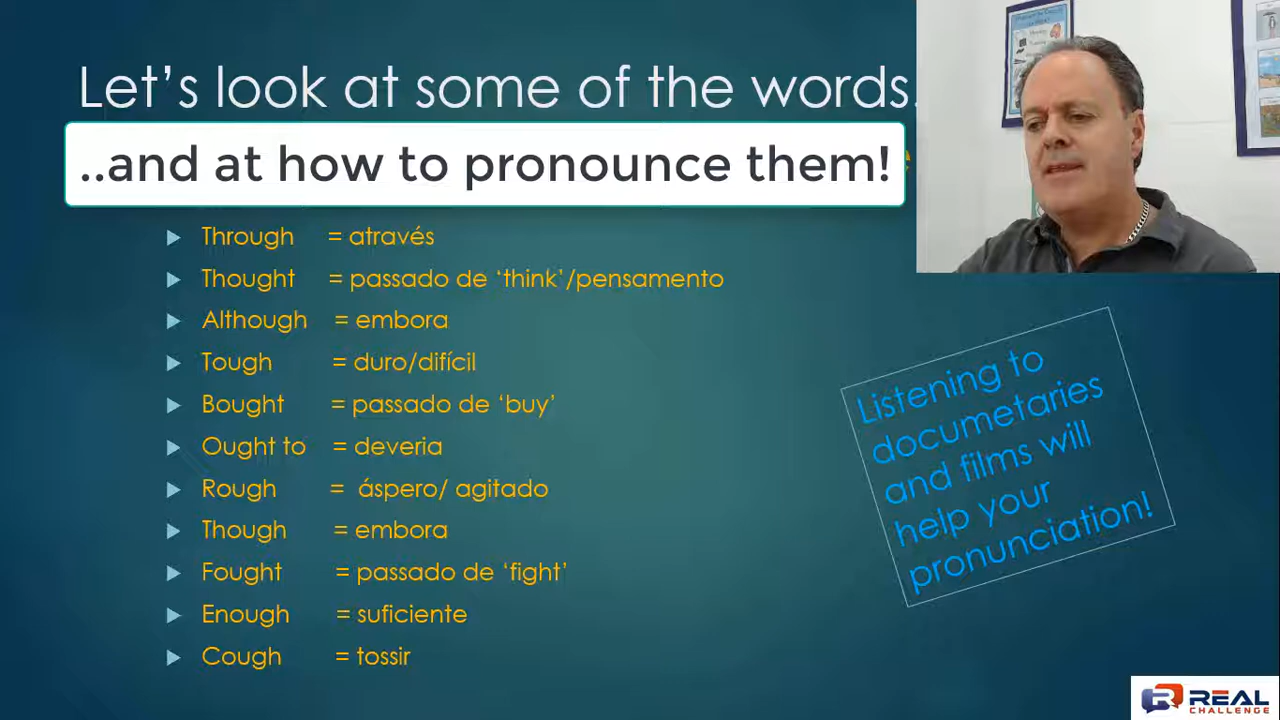 Let's look at some of the words.
..and at how to pronounce them!
Through = através
Thought = passado de ‘think’/pensamento
Although = embora
Tough = duro/difícil
Bought = passado de ‘buy’
Ought to = deveria
Rough = áspero/ agitado
Though = embora
Fought = passado de ‘fight’
Enough = suficiente
Cough = tossir
Listening to
documetaries
and films will
help your
pronunciation!
REAL
CHALLENGE